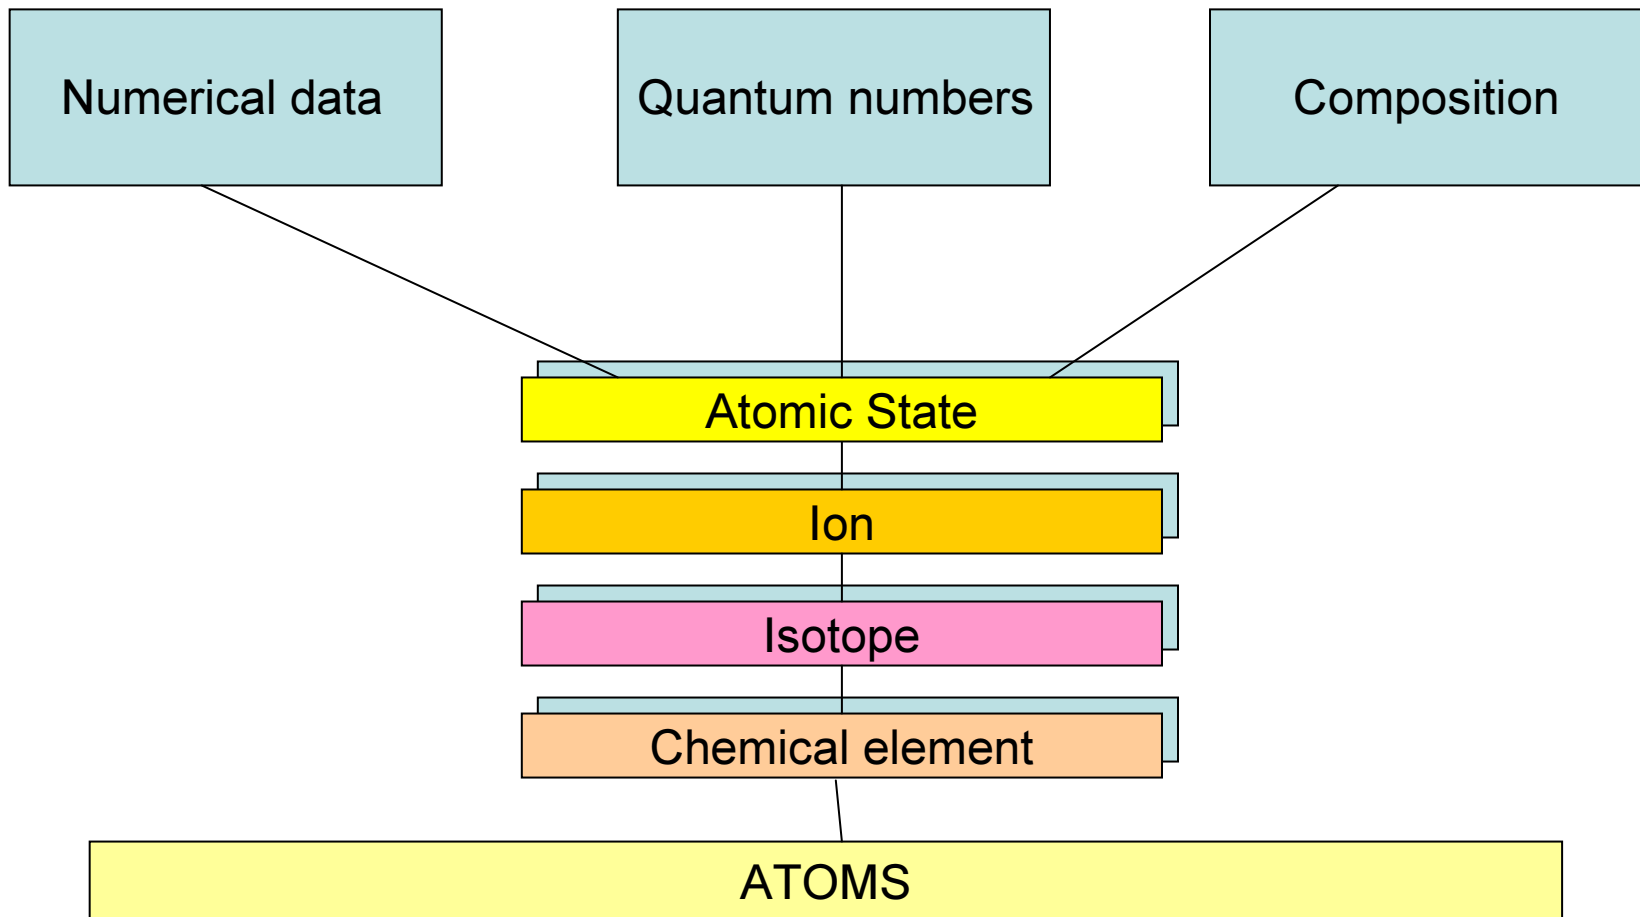 Numerical data
Quantum numbers
Composition
Atomic State
Ion
Isotope
Chemical element
ATOMS